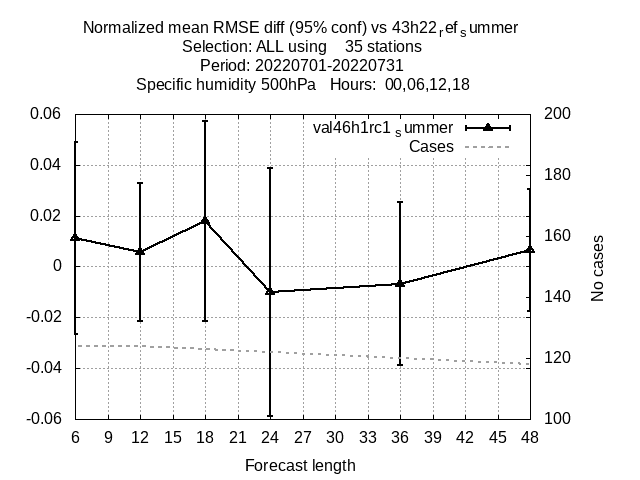 Normalized mean RMSE diff (95% conf) vs 43h22refsummer
Selection: ALL using 35 stations
Period: 20220701-20220731
Specific humidity 500hPa Hours: 00,06,12,18
val46h1rc1summer
Cases
0.06
0.04
0.02
0
-0.02
-0.04
-0.06
200
180
160
140
120
100
No cases
6 9 12 15 18 21 24 27 30 33 36 39 42 45 48
Forecast length